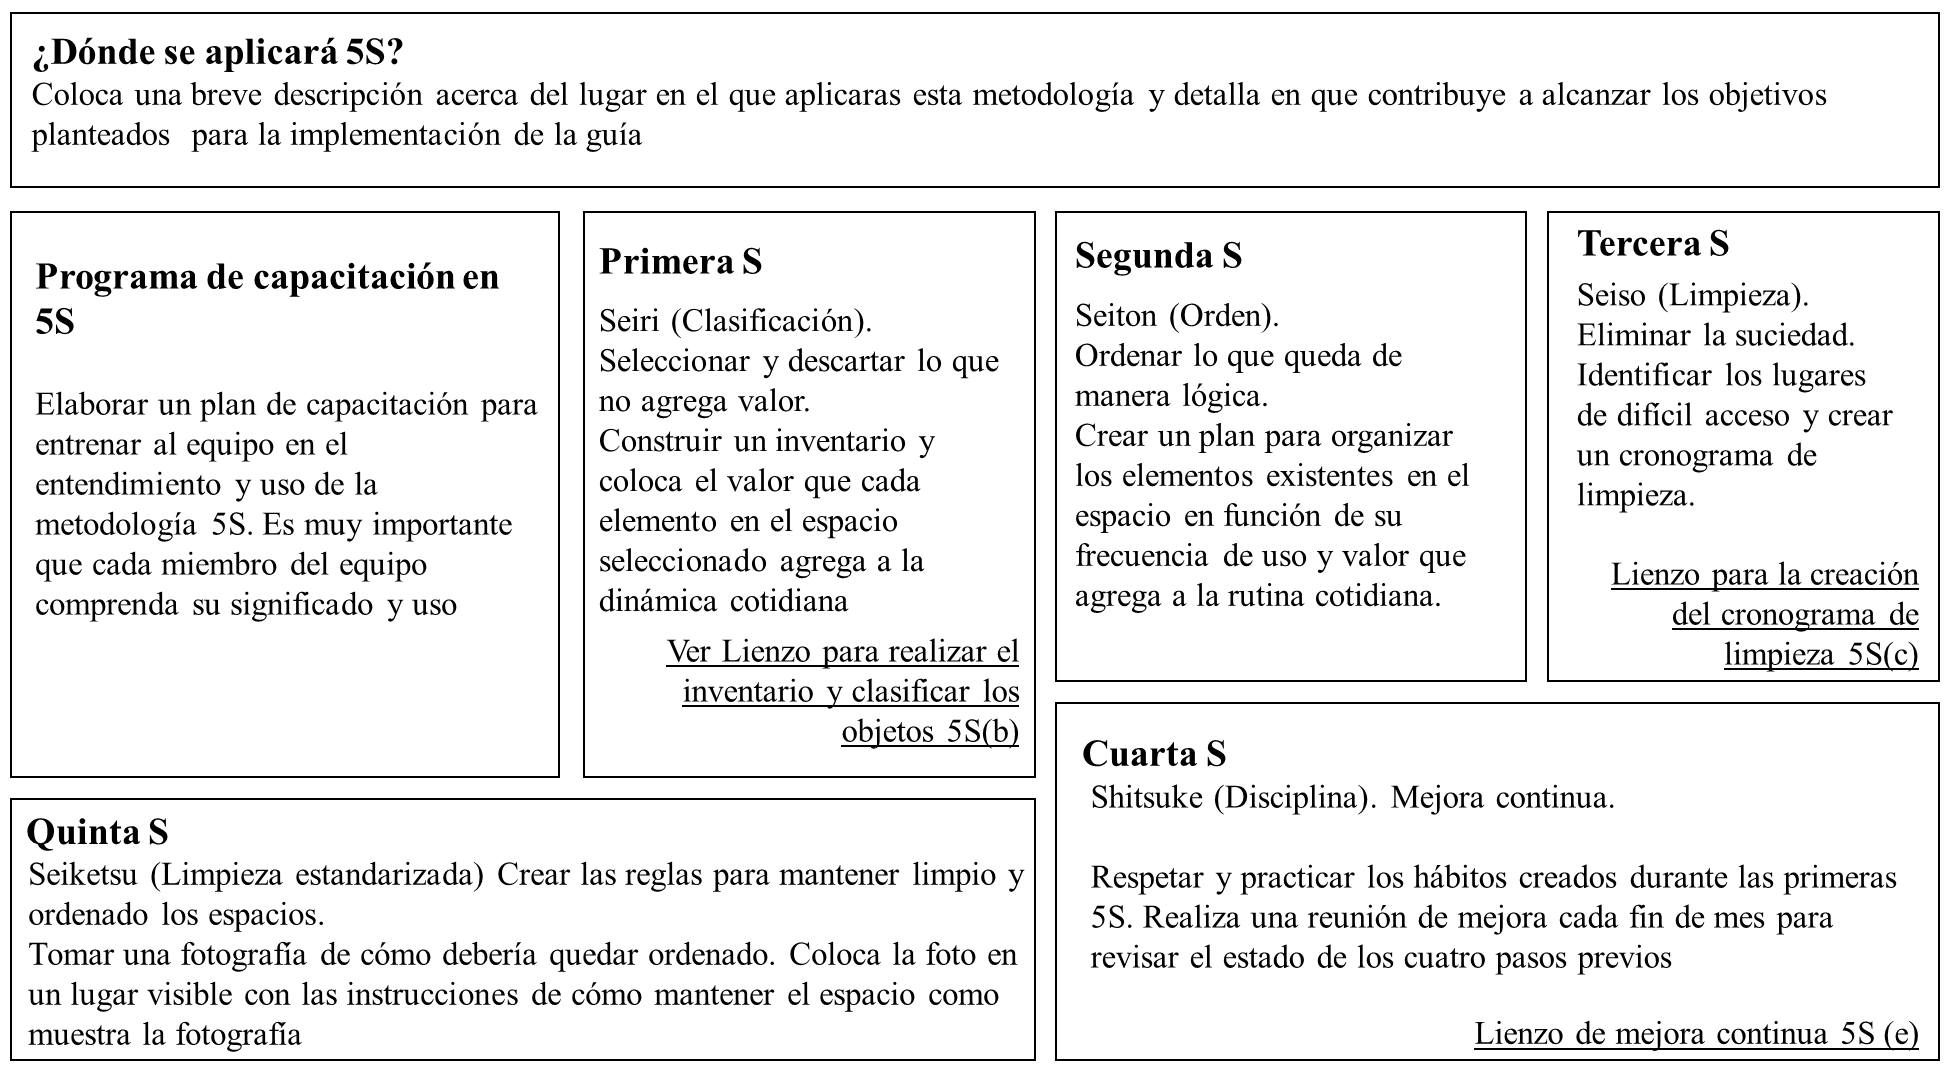 ¿Dónde se aplicará 5S?
Coloca una breve descripción acerca del lugar en el que aplicaras esta metodología y detalla en que contribuye a alcanzar los objetivos
planteados para la implementación de la guía
Programa de capacitación en
5S
Elaborar un plan de capacitación para
entrenar al equipo en el
entendimiento y uso de la
metodología 5S. Es muy importante
que cada miembro del equipo
comprenda su significado y uso
Primera S
Seiri (Clasificación).
Seleccionar y descartar lo que
no agrega valor.
Construir un inventario y
coloca el valor que cada
elemento en el espacio
seleccionado agrega a la
dinámica cotidiana
Ver Lienzo para realizar el
inventario y clasificar los
objetos 5S(b)
Segunda S
Seiton (Orden).
Ordenar lo que queda de
manera lógica.
Crear un plan para organizar
los elementos existentes en el
espacio en función de su
frecuencia de uso y valor que
agrega a la rutina cotidiana.
Tercera S
Seiso (Limpieza).
Eliminar la suciedad.
Identificar los lugares
de difícil acceso y crear
un cronograma de
limpieza.
Lienzo para la creación
del cronograma de
limpieza 5S(c)
Cuarta S
Shitsuke (Disciplina). Mejora continua.
Respetar y practicar los hábitos creados durante las primeras
5S. Realiza una reunión de mejora cada fin de mes para
revisar el estado de los cuatro pasos previos
Lienzo de mejora continua 5S (e)
Quinta S
Seiketsu (Limpieza estandarizada) Crear las reglas para mantener limpio y
ordenado los espacios.
Tomar una fotografía de cómo debería quedar ordenado. Coloca la foto en
un lugar visible con las instrucciones de cómo mantener el espacio como
muestra la fotografía